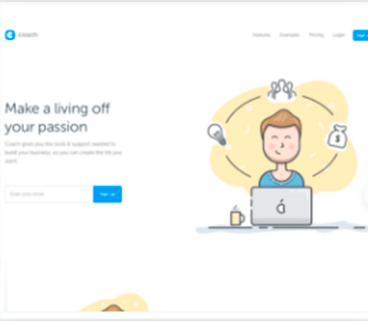 coach
Features Examples Pricing Login Sign up
Make a living off
your passion
Coach gives you the tools & support needed to
build your business, so you can create the life you
want.
Enter your email
Sign up
$